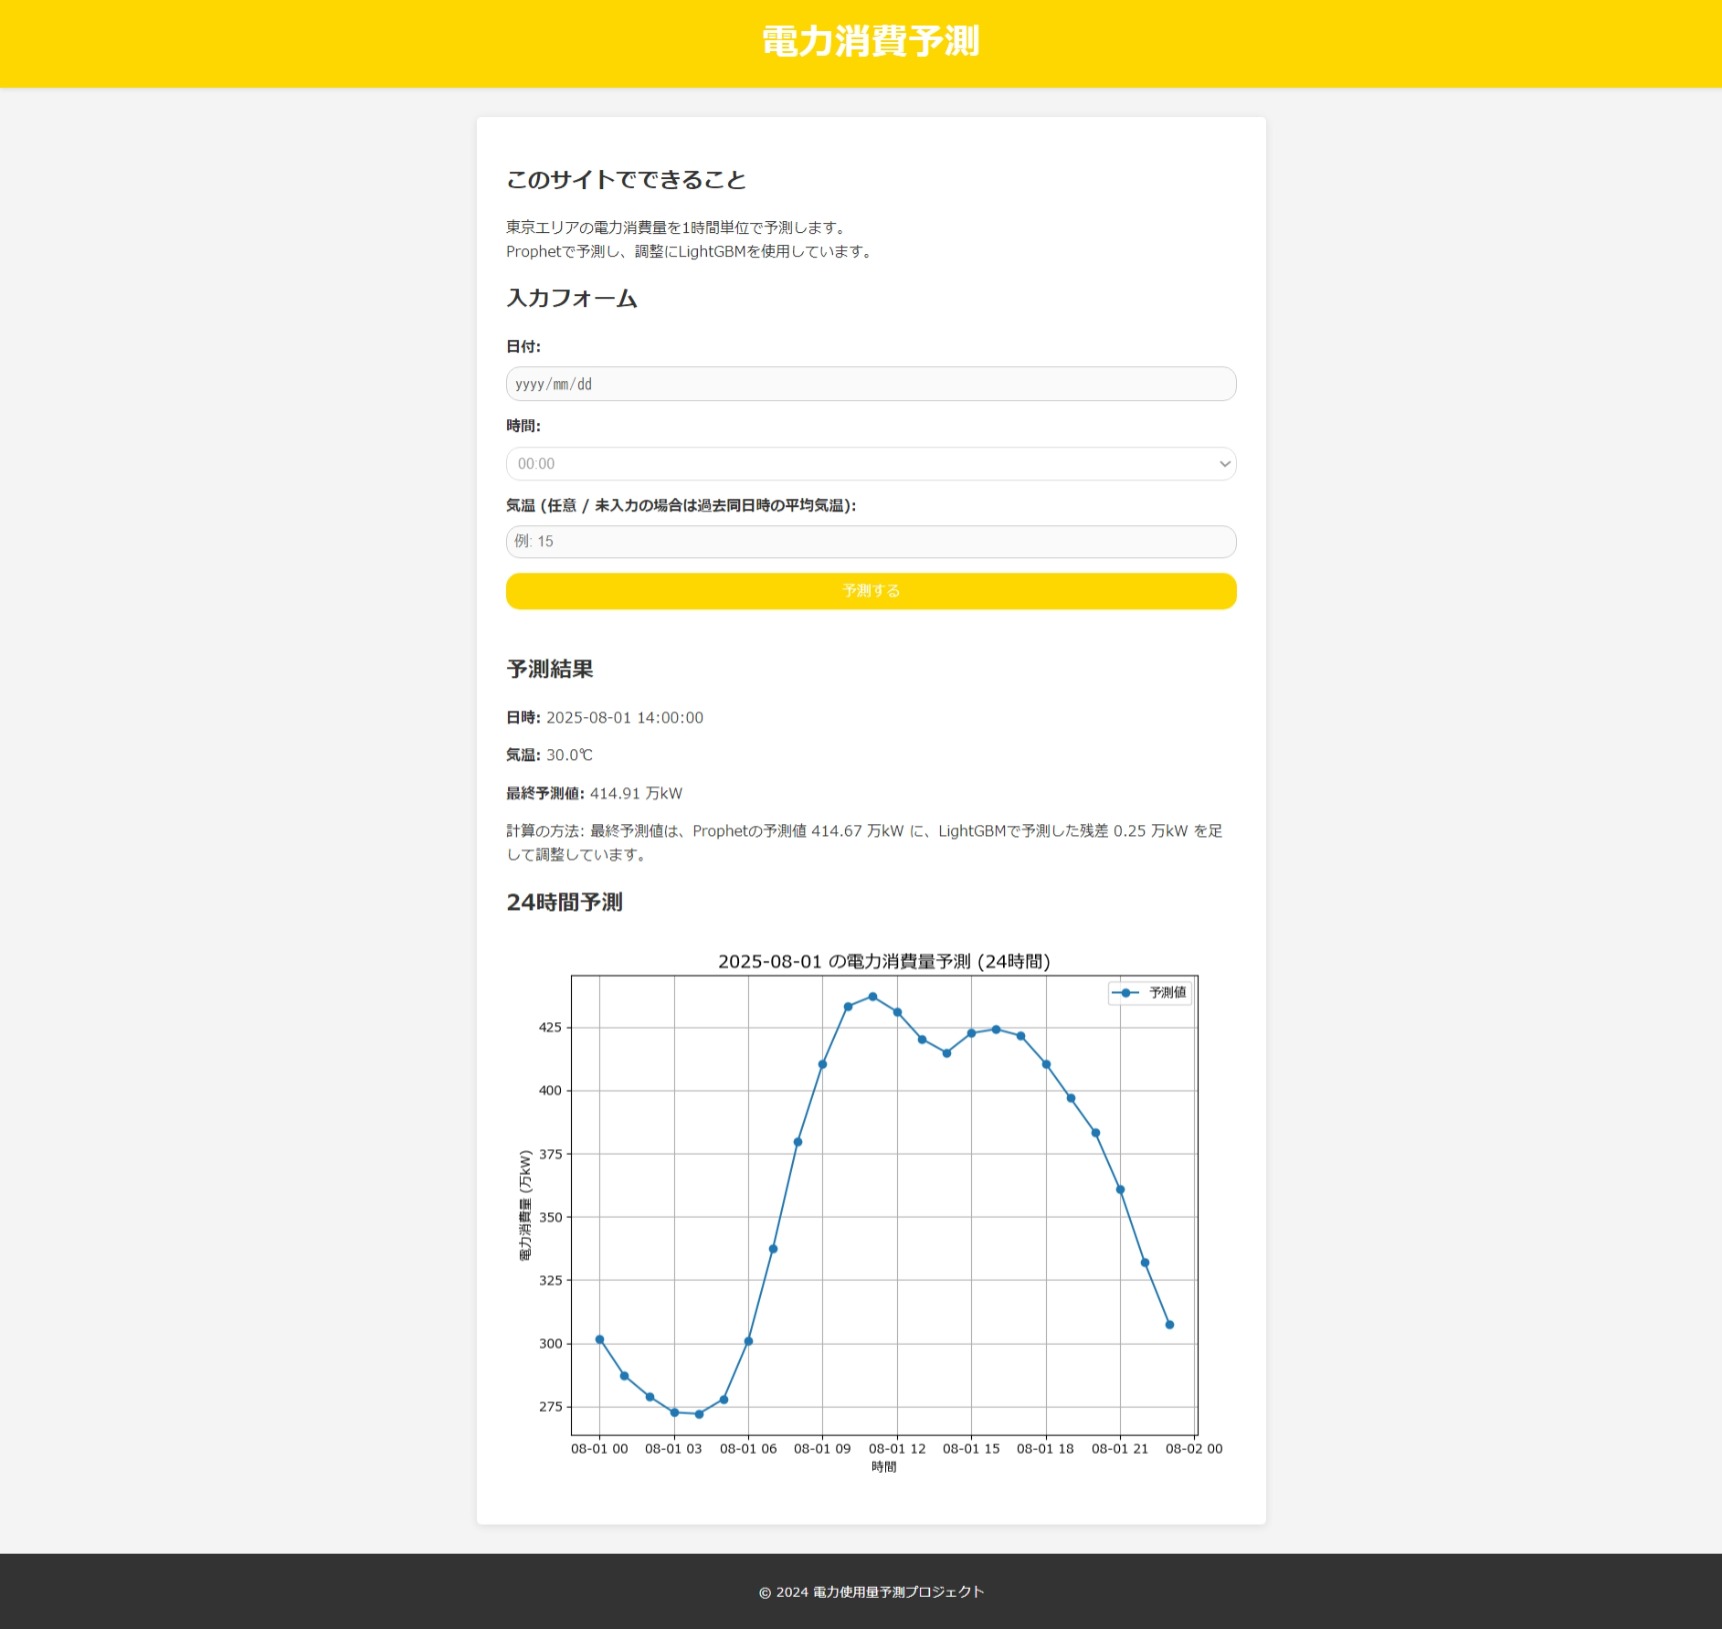 電力消費予測
このサイトでできること
東京エリアの電力消費量を1時間単位で予測します。
Prophetで予測し、調整にLightGBMを使用しています。
入力フォーム
日付:
yyyy/mm/dd
時間:
00:00
気温 (任意 / 未入力の場合は過去同日時の平均気温):
例: 15
予測する
予測結果
日時: 2025-08-01 14:00:00
気温: 30.0℃
最終予測値: 414.91 万kW
計算の方法: 最終予測値は、Prophetの予測値 414.67 万kW に、LightGBMで予測した残差 0.25 万kW を足
して調整しています。
24時間予測
2025-08-01 の電力消費量予測 (24時間)
予測値
425
400
375
350
325
300
275
電力消費量 (万kW)
08-01 00 08-01 03 08-01 06 08-01 09 08-01 12 08-01 15 08-01 18 08-01 21 08-02 00
時間
© 2024 電力使用量予測プロジェクト